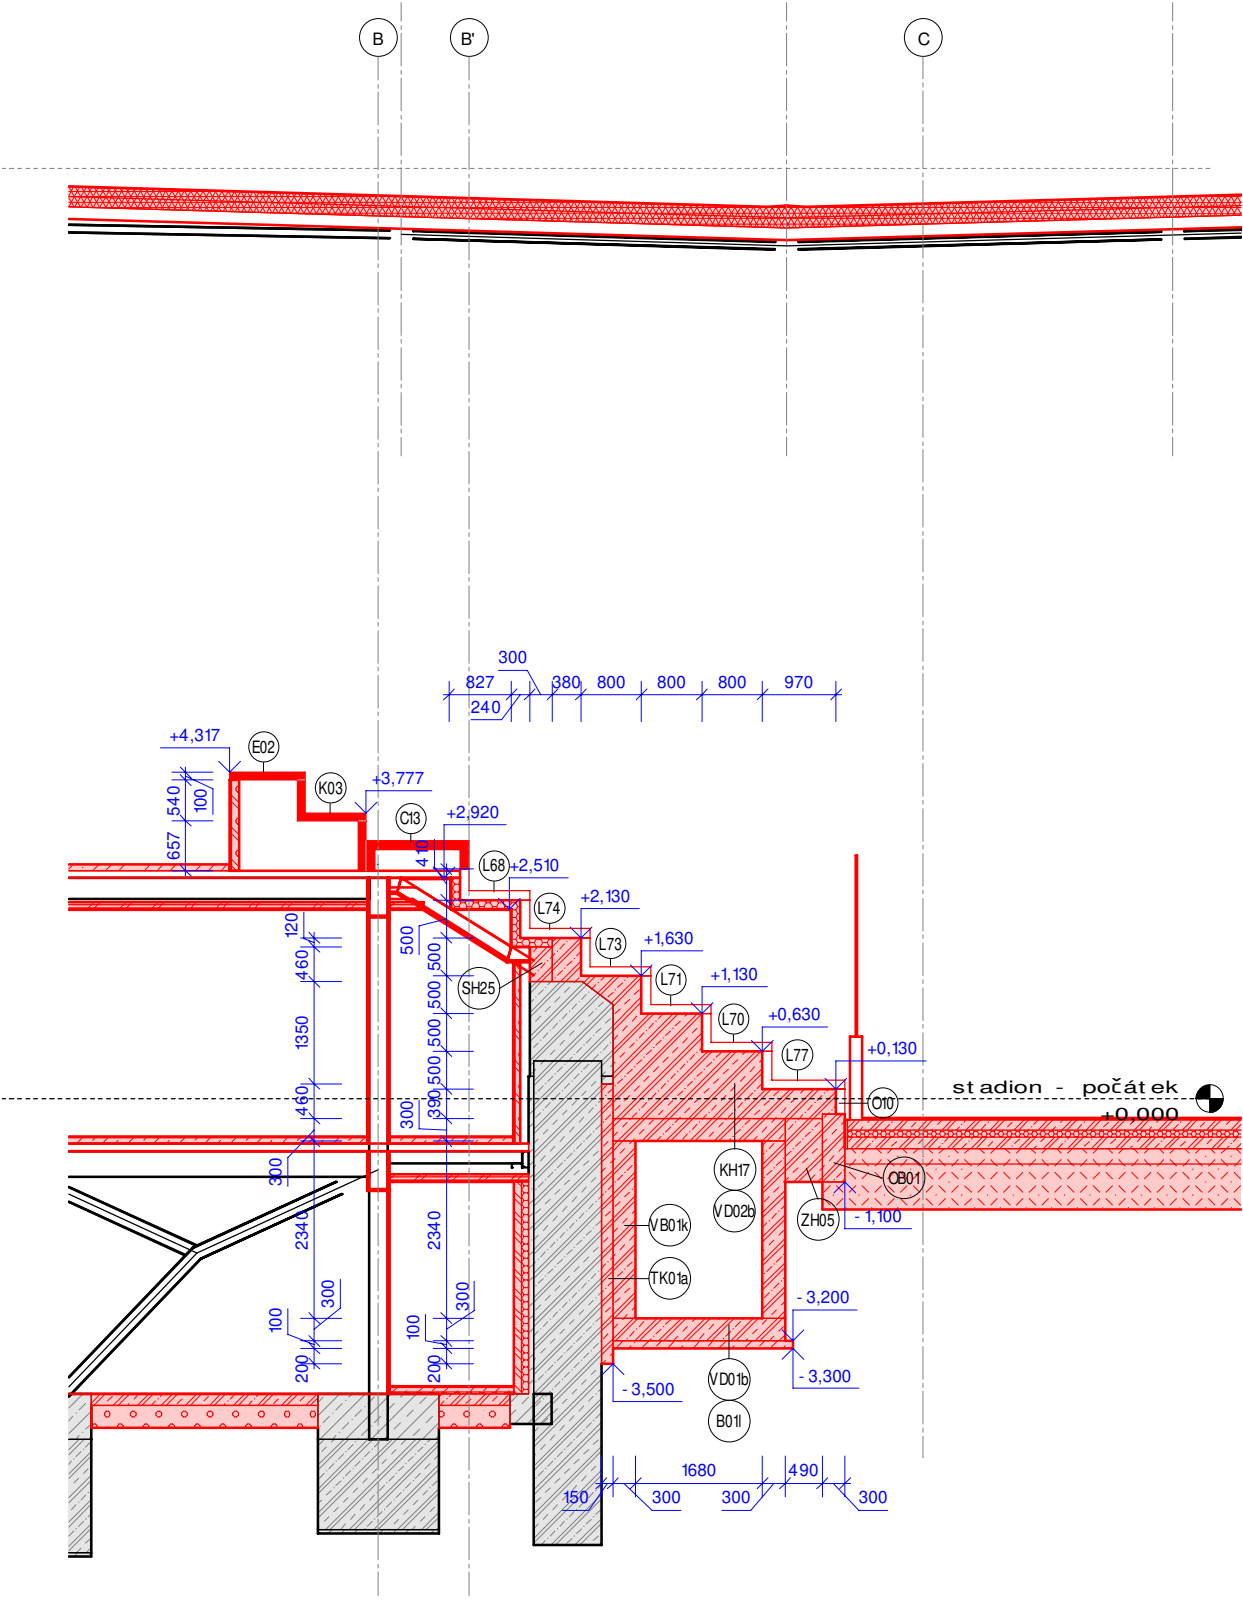 B
B'
C
300
827
380
800
800
800
970
240
+4,317
E02
+3,777
K03
540
100
657
C13
+2,920
410
L68
+2,510
L74
+2,130
L73
+1,630
L71
+1,130
L70
+0,630
L77
+0,130
120
460
1350
460
300
2340
300
100
200
500
500
500
500
500
390
300
2340
300
100
200
SH25
stadion - počátek
+0,000
O10
OB01
KH17
VD02b
ZH05
- 1,100
VB01k
TK01a
- 3,200
- 3,300
- 3,500
VD01b
B01l
1680
490
150
300
300
300